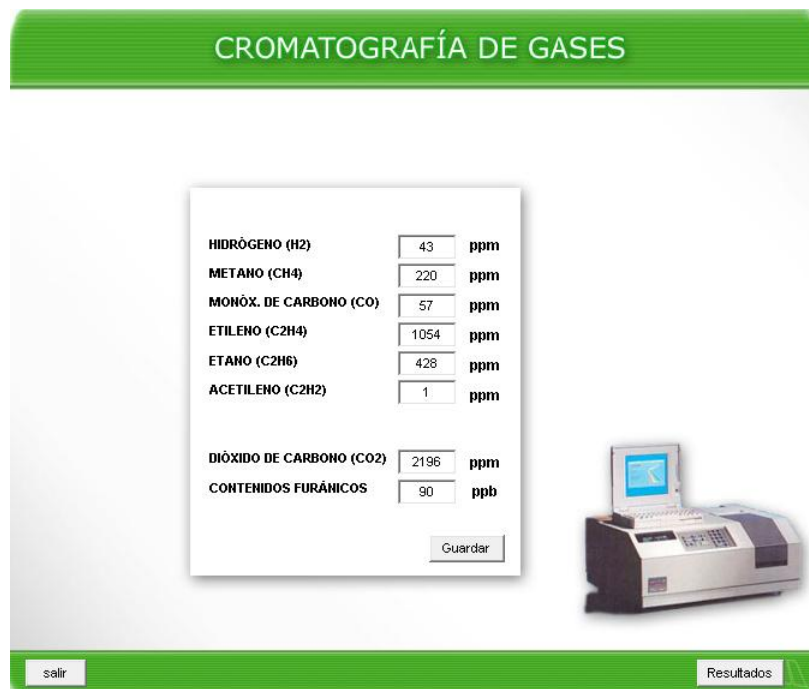 CROMATOGRAFÍA DE GASES
HIDRÒGENO (H2) 43 ppm
METANO (CH4) 220 ppm
MONÒX. DE CARBONO (CO) 57 ppm
ETILENO (C2H4) 1054 ppm
ETANO (C2H6) 428 ppm
ACETILENO (C2H2) 1 ppm
DIÒXIDO DE CARBONO (CO2) 2196 ppm
CONTENIDOS FURÁNICOS 90 ppb
Guardar
salir
Resultados